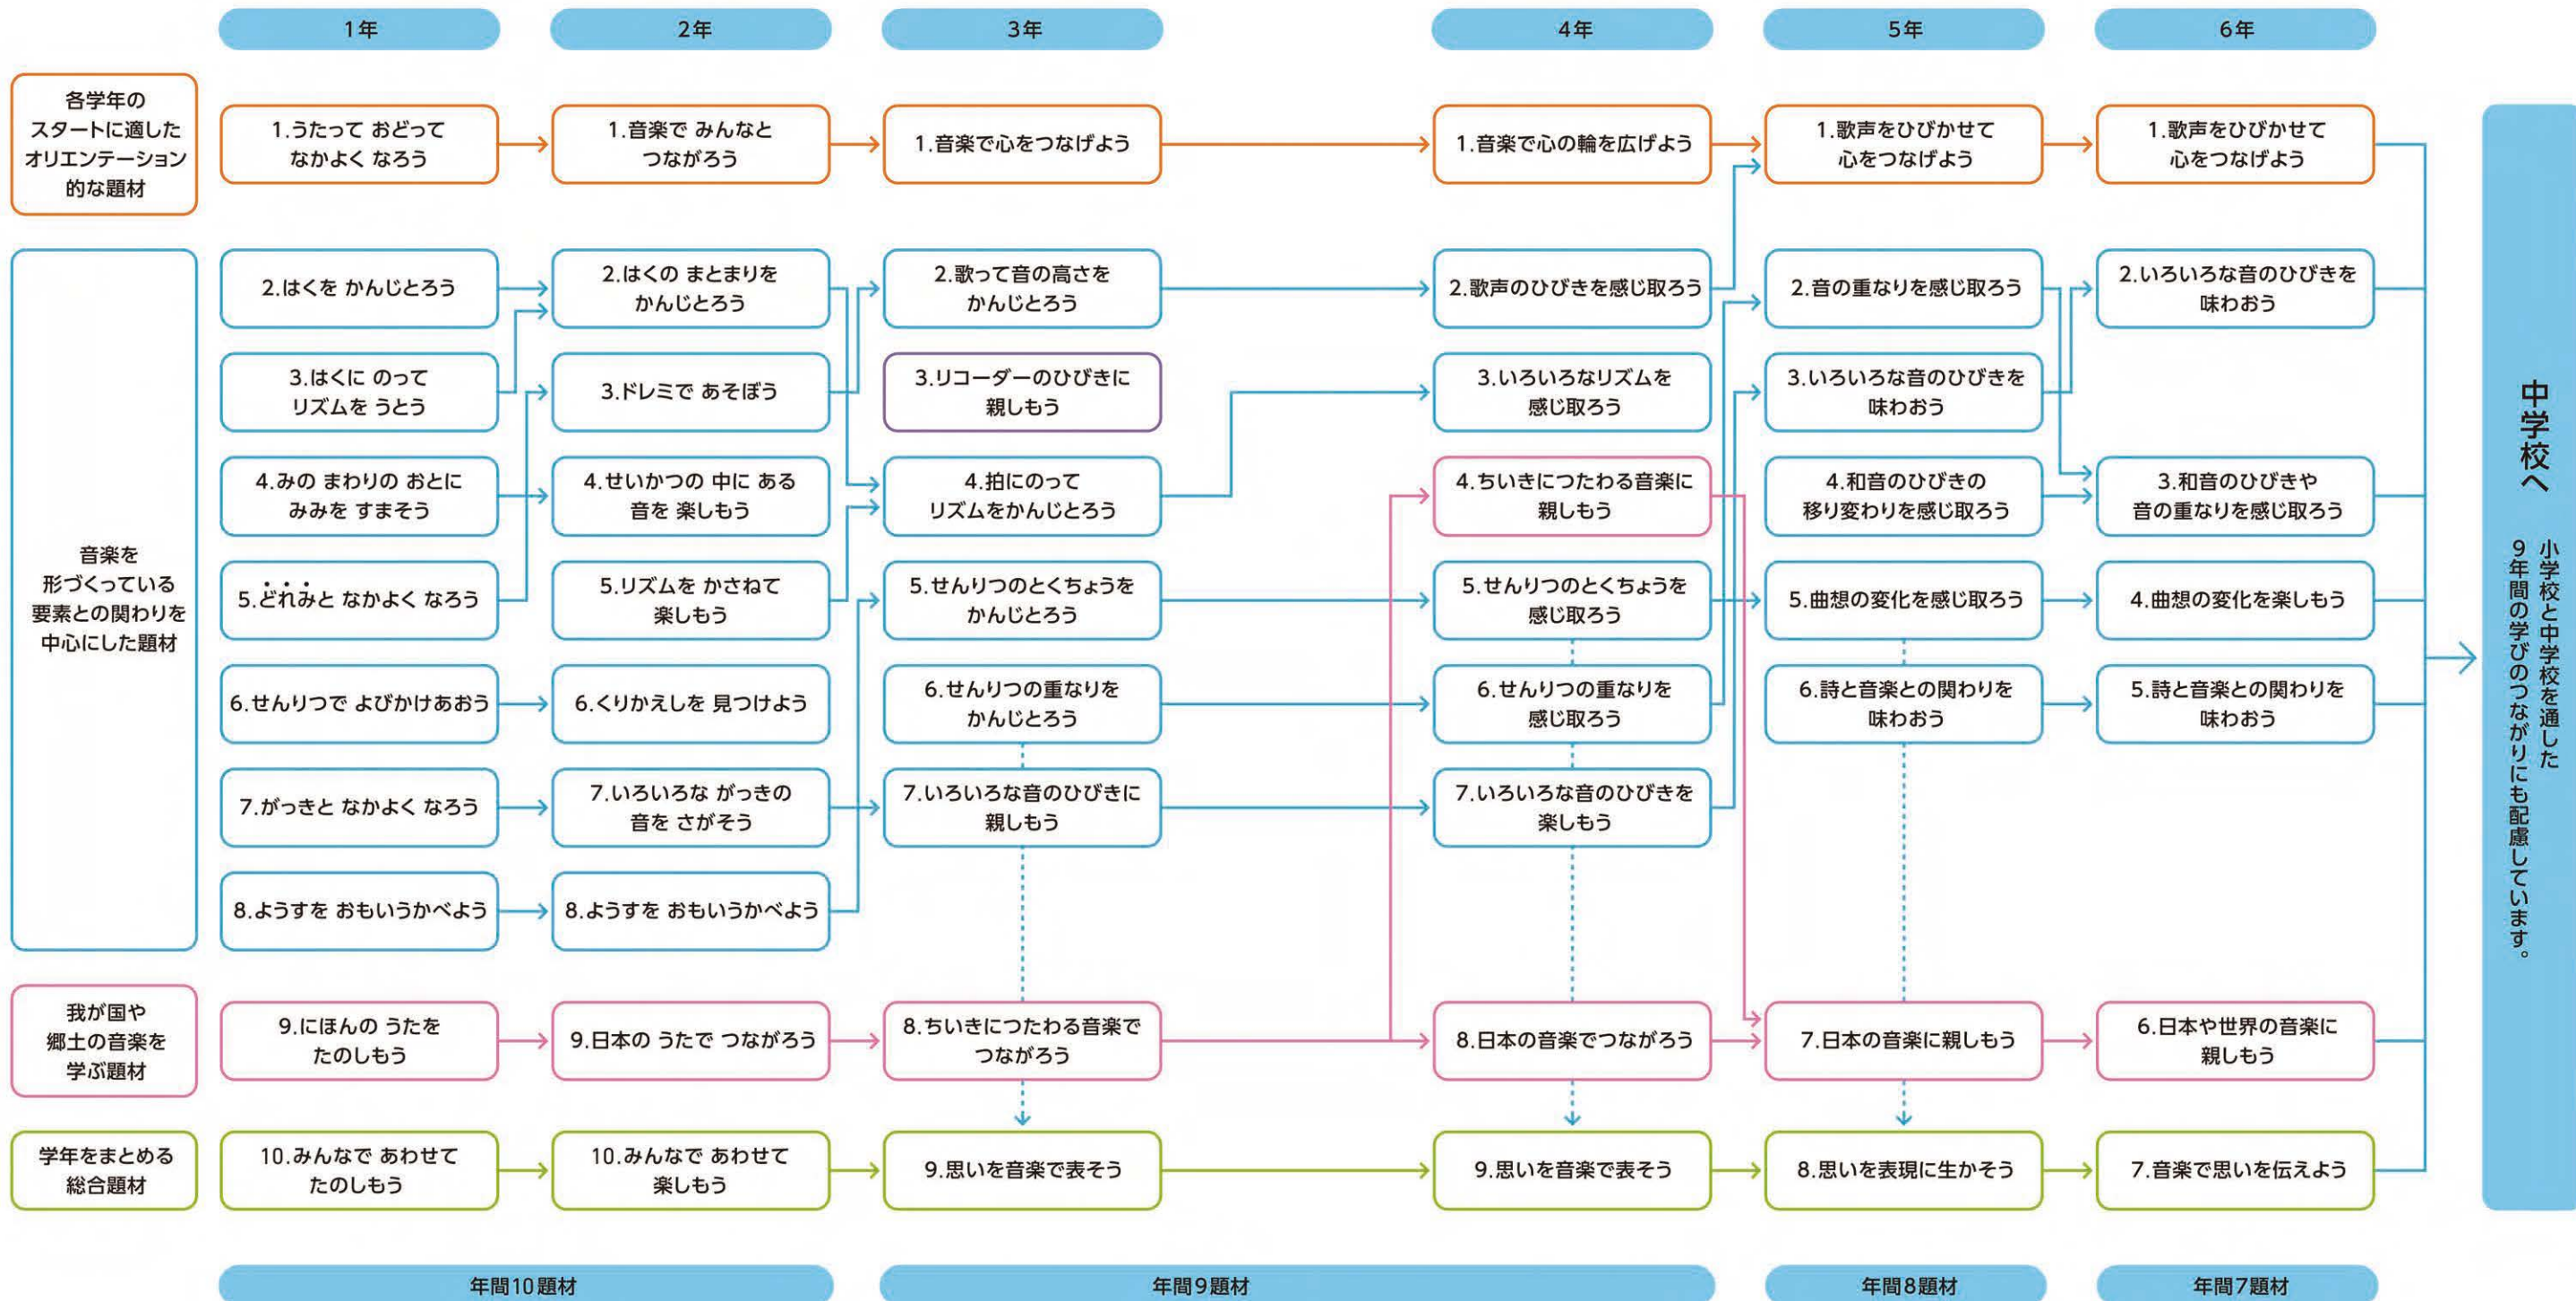 1年
2年
3年
4年
5年
6年
各学年の
スタートに適した
オリエンテーション
的な題材
1.うたって おどって
なかよく なろう
1.音楽で みんなと
つながろう
1.音楽で心をつなげよう
1.音楽で心の輪を広げよう
1.歌声をひびかせて
心をつなげよう
1.歌声をひびかせて
心をつなげよう
音楽を
形づくっている
要素との関わりを
中心にした題材
2.はくを かんじとろう
2.はくの まとまりを
かんじとろう
2.歌って音の高さを
かんじとろう
2.歌声のひびきを感じ取ろう
2.音の重なりを感じ取ろう
2.いろいろな音のひびきを
味わおう
3.はくに のって
リズムを うとう
3.ドレミで あそぼう
3.リコーダーのひびきに
親しもう
3.いろいろなリズムを
感じ取ろう
3.いろいろな音のひびきを
味わおう
4.みの まわりの おとに
みみを すまそう
4.せいかつの 中に ある
音を 楽しもう
4.拍にのって
リズムをかんじとろう
4.ちいきにつたわる音楽に
親しもう
4.和音のひびきの
移り変わりを感じ取ろう
3.和音のひびきや
音の重なりを感じ取ろう
5.どれみと なかよく なろう
5.リズムを かさねて
楽しもう
5.せんりつのとくちょうを
かんじとろう
5.せんりつのとくちょうを
感じ取ろう
5.曲想の変化を感じ取ろう
4.曲想の変化を楽しもう
6.せんりつで よびかけあおう
6.くりかえしを 見つけよう
6.せんりつの重なりを
かんじとろう
6.せんりつの重なりを
感じ取ろう
6.詩と音楽との関わりを
味わおう
5.詩と音楽との関わりを
味わおう
7.がっきと なかよく なろう
7.いろいろな がっきの
音を さがそう
7.いろいろな音のひびきに
親しもう
7.いろいろな音のひびきを
楽しもう
8.ようすを おもいうかべよう
8.ようすを おもいうかべよう
我が国や
郷土の音楽を
学ぶ題材
9.にほんの うたを
たのしもう
9.日本の うたで つながろう
8.ちいきにつたわる音楽で
つながろう
8.日本の音楽でつながろう
7.日本の音楽に親しもう
6.日本や世界の音楽に
親しもう
学年をまとめる
総合題材
10.みんなで あわせて
たのしもう
10.みんなで あわせて
楽しもう
9.思いを音楽で表そう
9.思いを音楽で表そう
8.思いを表現に生かそう
7.音楽で思いを伝えよう
中学校へ
小学校と中学校を通した
9年間の学びのつながりにも配慮しています。
年間10題材
年間9題材
年間8題材
年間7題材